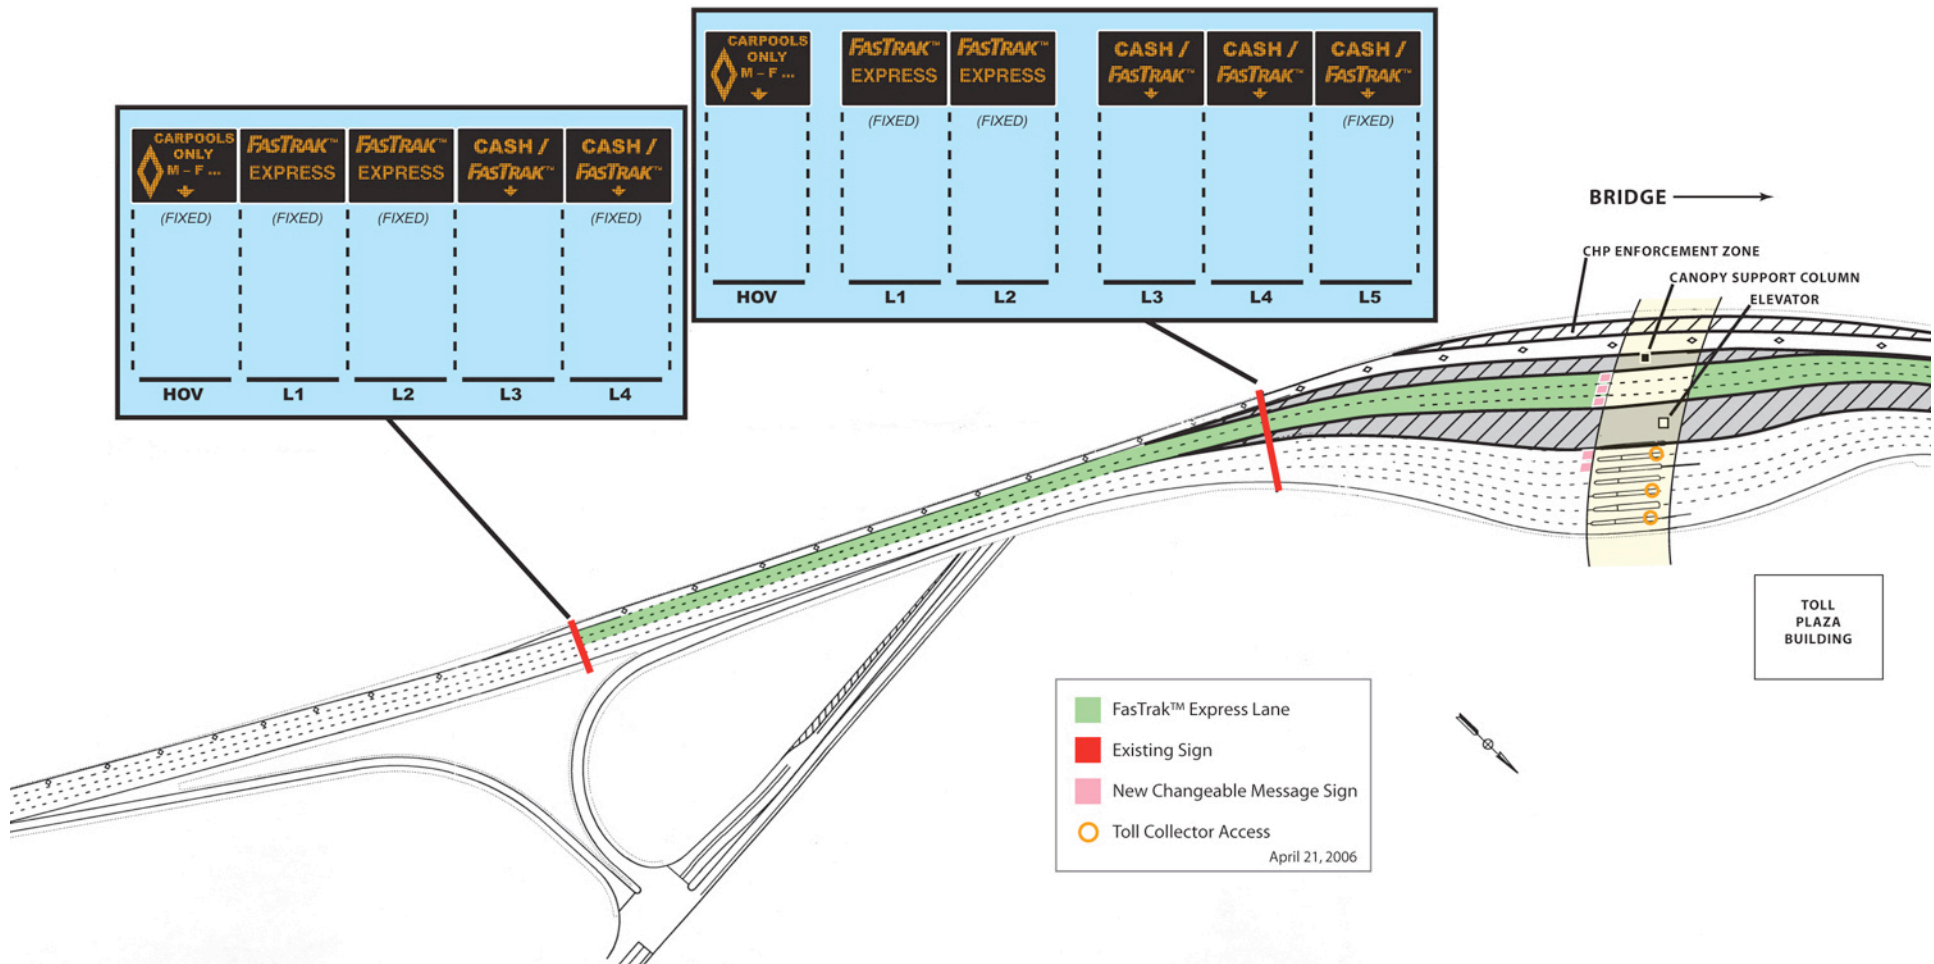 CARPOOLS
ONLY
M – F ...
FASTRAK™
EXPRESS
FASTRAK™
EXPRESS
CASH /
FASTRAK™
CASH /
FASTRAK™
CASH /
FASTRAK™
(FIXED)
(FIXED)
(FIXED)
HOV
L1
L2
L3
L4
L5
CARPOOLS
ONLY
M – F ...
FASTRAK™
EXPRESS
FASTRAK™
EXPRESS
CASH /
FASTRAK™
CASH /
FASTRAK™
(FIXED)
(FIXED)
(FIXED)
(FIXED)
HOV
L1
L2
L3
L4
BRIDGE
CHP ENFORCEMENT ZONE
CANOPY SUPPORT COLUMN
ELEVATOR
TOLL
PLAZA
BUILDING
FasTrak™ Express Lane
Existing Sign
New Changeable Message Sign
Toll Collector Access
April 21, 2006